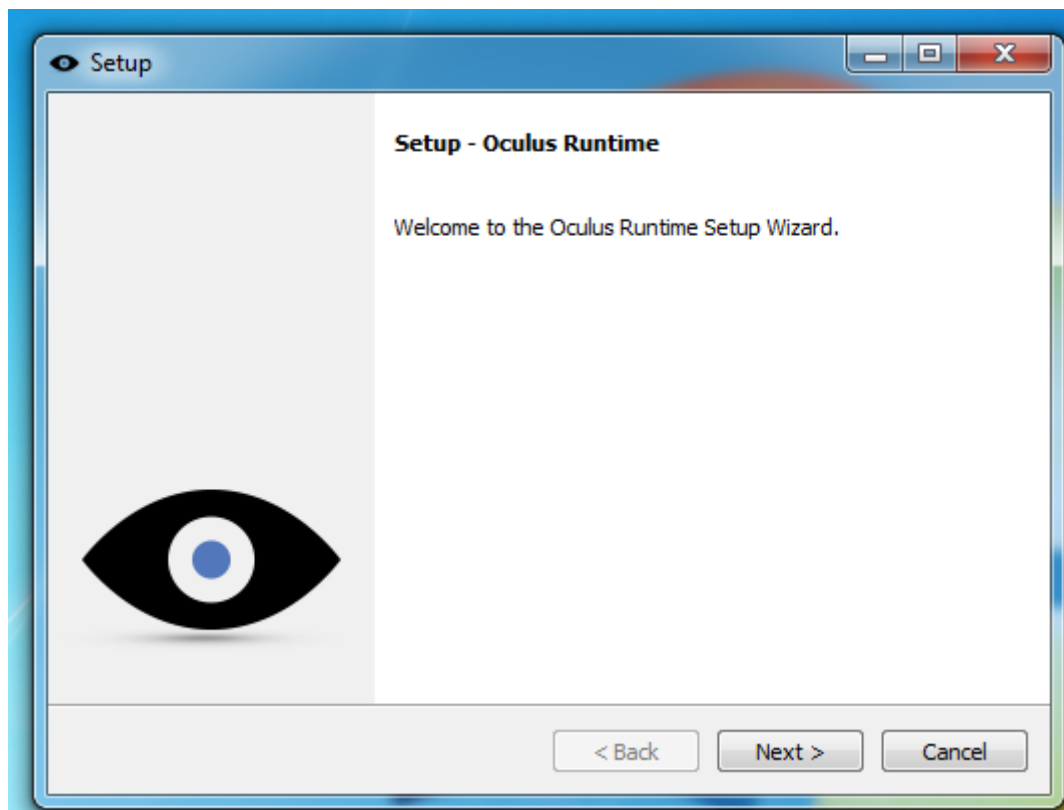 Setup
Setup - Oculus Runtime
Welcome to the Oculus Runtime Setup Wizard.
< Back
Next >
Cancel